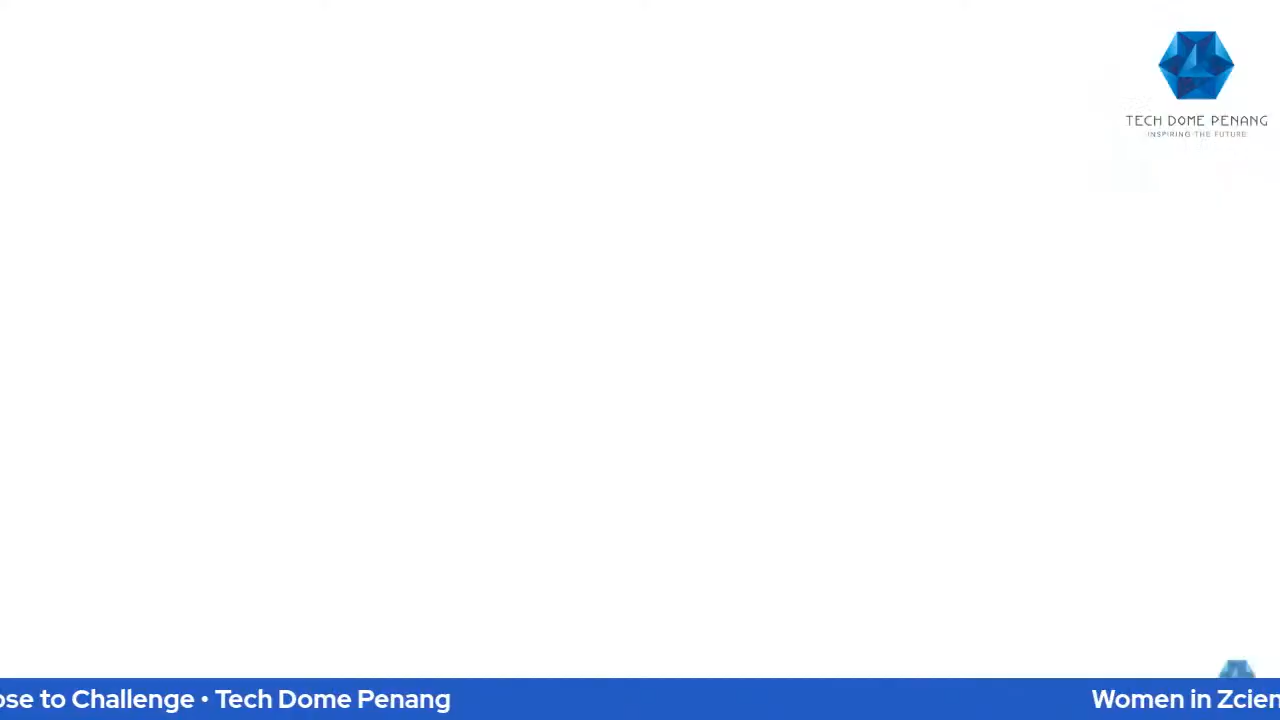 TECH DOME PENANG
INSPIRING THE FUTURE
ose to Challenge • Tech Dome Penang
Women in Zcien